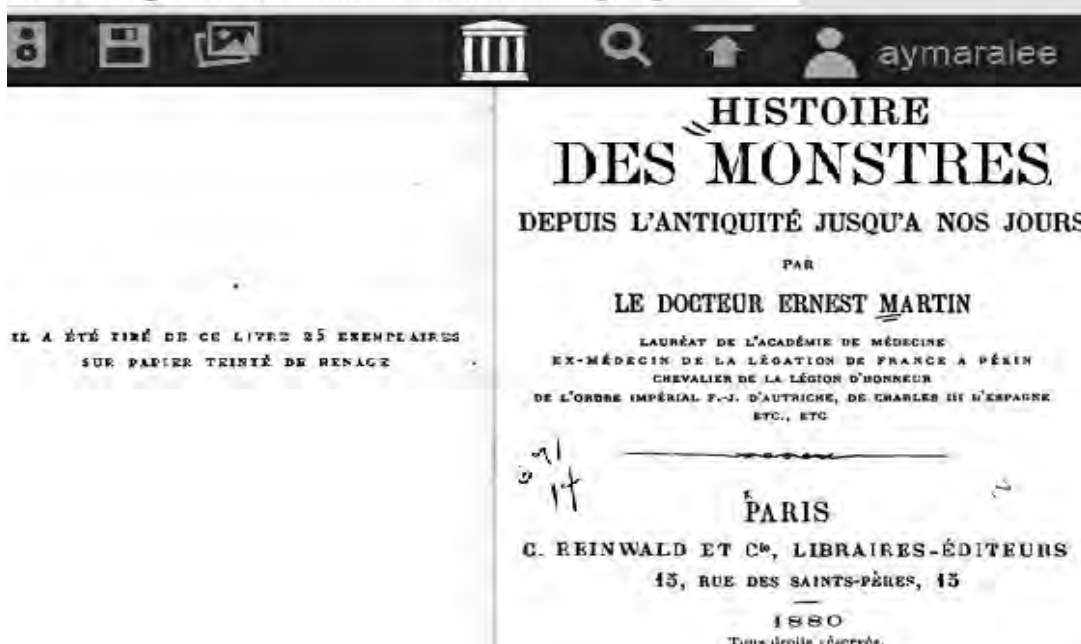 aymaralee
IL A ÉTÉ TIRÉ DE CE LIVRE 25 EXEMPLAIRES
SUR PAPIER TEINTÉ DE RENAGE
HISTOIRE
DES MONSTRES
DEPUIS L'ANTIQUITÉ JUSQU'A NOS JOURS
PAR
LE DOCTEUR ERNEST MARTIN
LAURÉAT DE L'ACADÉMIE DE MÉDECINE
EX-MÉDECIN DE LA LÉGATION DE FRANCE A PÉKIN
CHEVALIER DE LA LÉGION D'HONNEUR
DE L'ORDRE IMPÉRIAL F.-J. D'AUTRICHE, DE CHARLES III D'ESPAGNE
ETC., ETC
PARIS
C. REINWALD ET Cie, LIBRAIRES-ÉDITEURS
15, RUE DES SAINTS-PÈRES, 15
1880
Tous droits réservés.